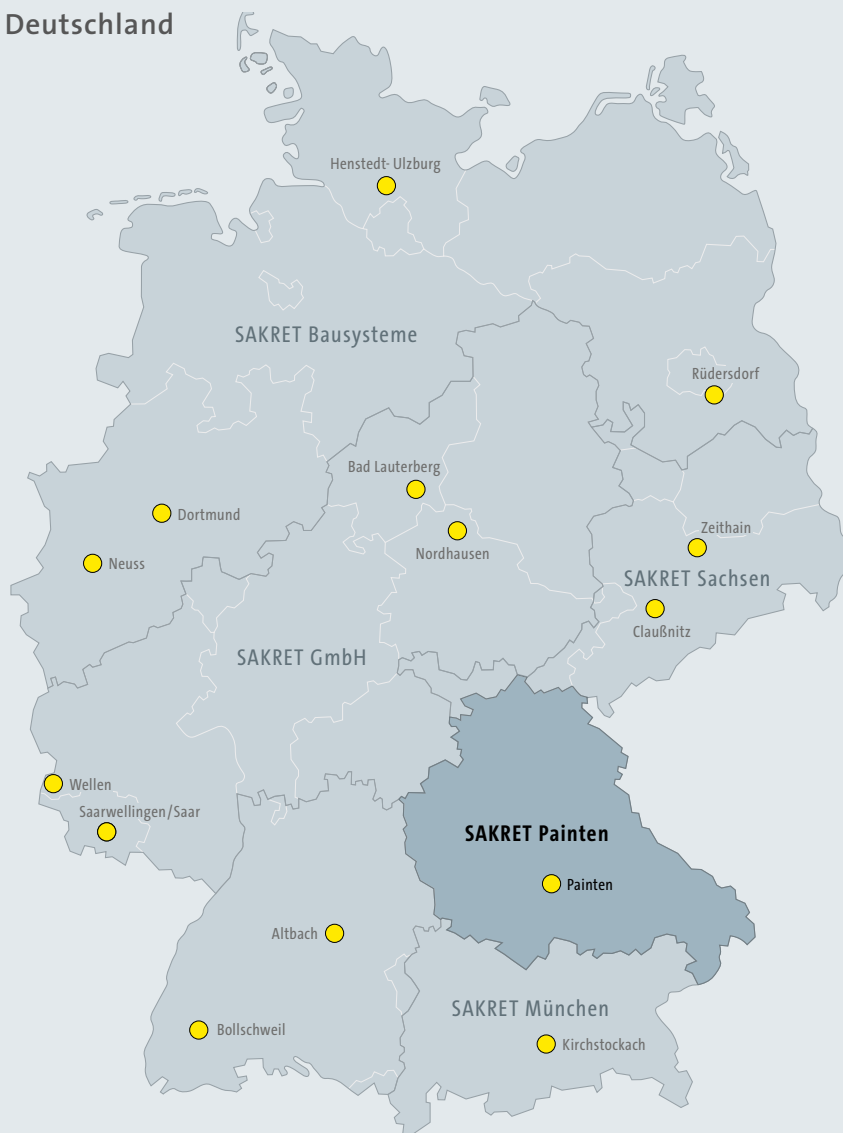 Deutschland
Henstedt- Ulzburg
SAKRET Bausysteme
Rüdersdorf
Bad Lauterberg
Dortmund
Zeithain
Nordhausen
Neuss
SAKRET Sachsen
Claußnitz
SAKRET GmbH
Wellen
Saarwellingen/Saar
SAKRET Painten
Painten
Altbach
SAKRET München
Bollschweil
Kirchstockach